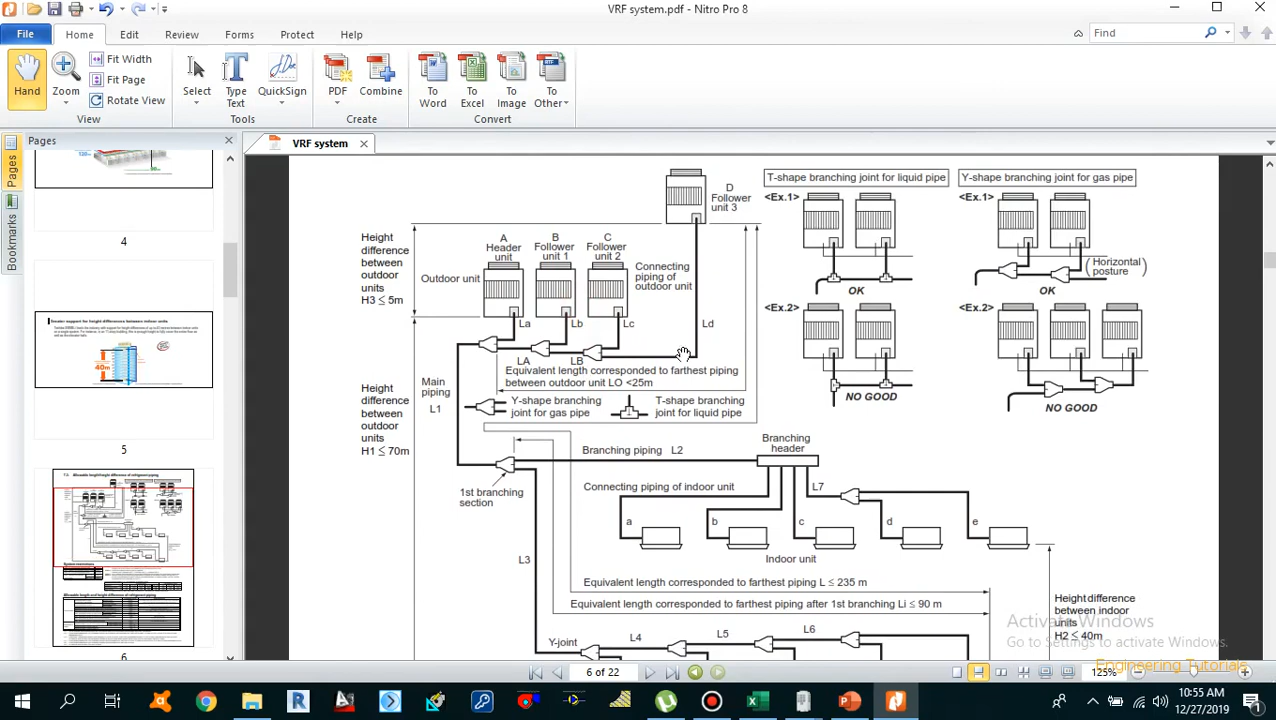 VRF system.pdf - Nitro Pro 8
File
Home
Edit
Review
Forms
Protect
Help
Find
Hand
Zoom
Fit Width
Fit Page
Rotate View
View
Select
Type
Text
QuickSign
Tools
PDF
Combine
Create
To
Word
To
Excel
To
Image
To
Other
Convert
Pages
Bookmarks
Pages
VRF system
4
40m
5
6
D
Follower
unit 3
T-shape branching joint for liquid pipe
Y-shape branching joint for gas pipe
<Ex.1>
<Ex.1>
OK
OK
(Horizontal
posture)
<Ex.2>
<Ex.2>
NO GOOD
NO GOOD
Height
difference
between
outdoor
units
H3 ≤ 5m
A
Header
unit
B
Follower
unit 1
C
Follower
unit 2
Outdoor unit
Connecting
piping of
outdoor unit
La
Lb
Lc
Ld
LA
LB
Equivalent length corresponded to farthest piping
between outdoor unit LO <25m
Main
piping
L1
Height
difference
between
outdoor
units
H1 ≤ 70m
Y-shape branching
joint for gas pipe
T-shape branching
joint for liquid pipe
Branching piping L2
Branching
header
1st branching
section
Connecting piping of indoor unit
L7
a
b
c
d
e
Indoor unit
L3
Equivalent length corresponded to farthest piping L ≤ 235 m
Equivalent length corresponded to farthest piping after 1st branching Li ≤ 90 m
Height difference
between indoor
units
H2 ≤ 40m
Y-joint
L4
L5
L6
Activate Windows
Go to Settings to activate Windows.
Engineering Tutorials
6 of 22
125%
10:55 AM
12/27/2019